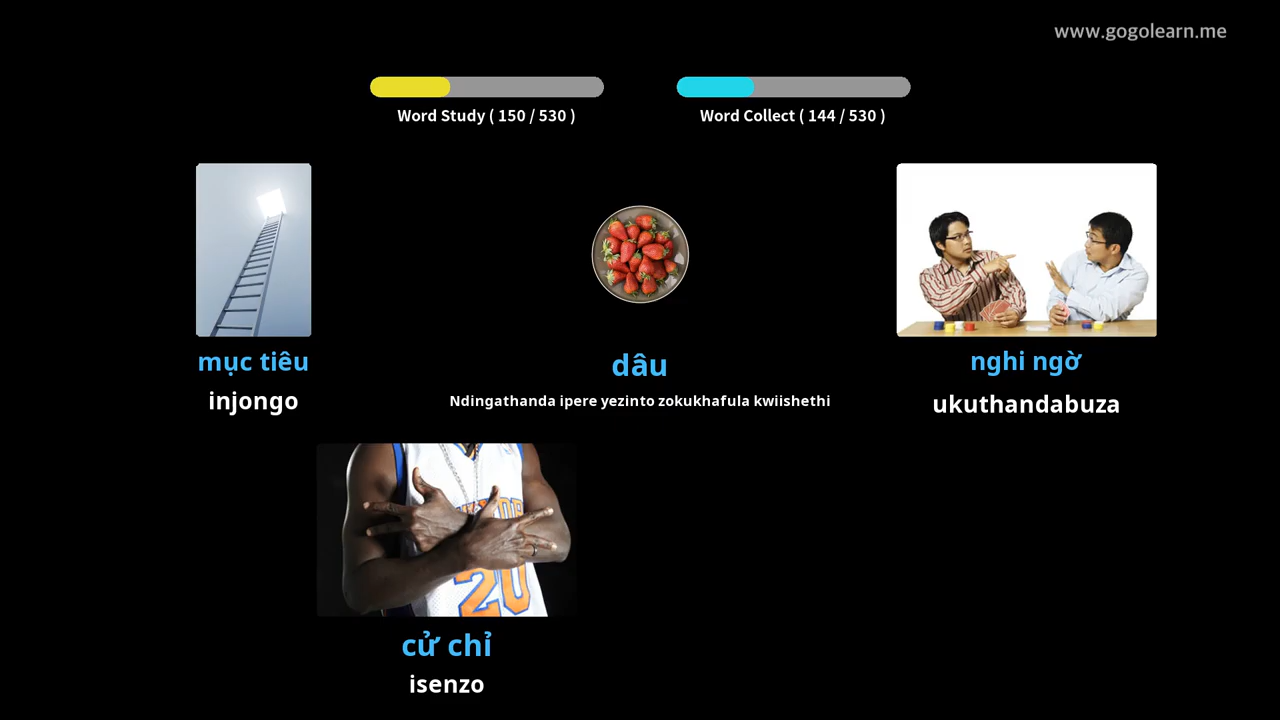 www.gogolearn.me
Word Study ( 150 / 530 )
Word Collect ( 144 / 530 )
mục tiêu
injongo
dâu
Ndingathanda ipere yezinto zokukhafula kwiishethi
nghi ngờ
ukuthandabuza
20
cử chỉ
isenzo